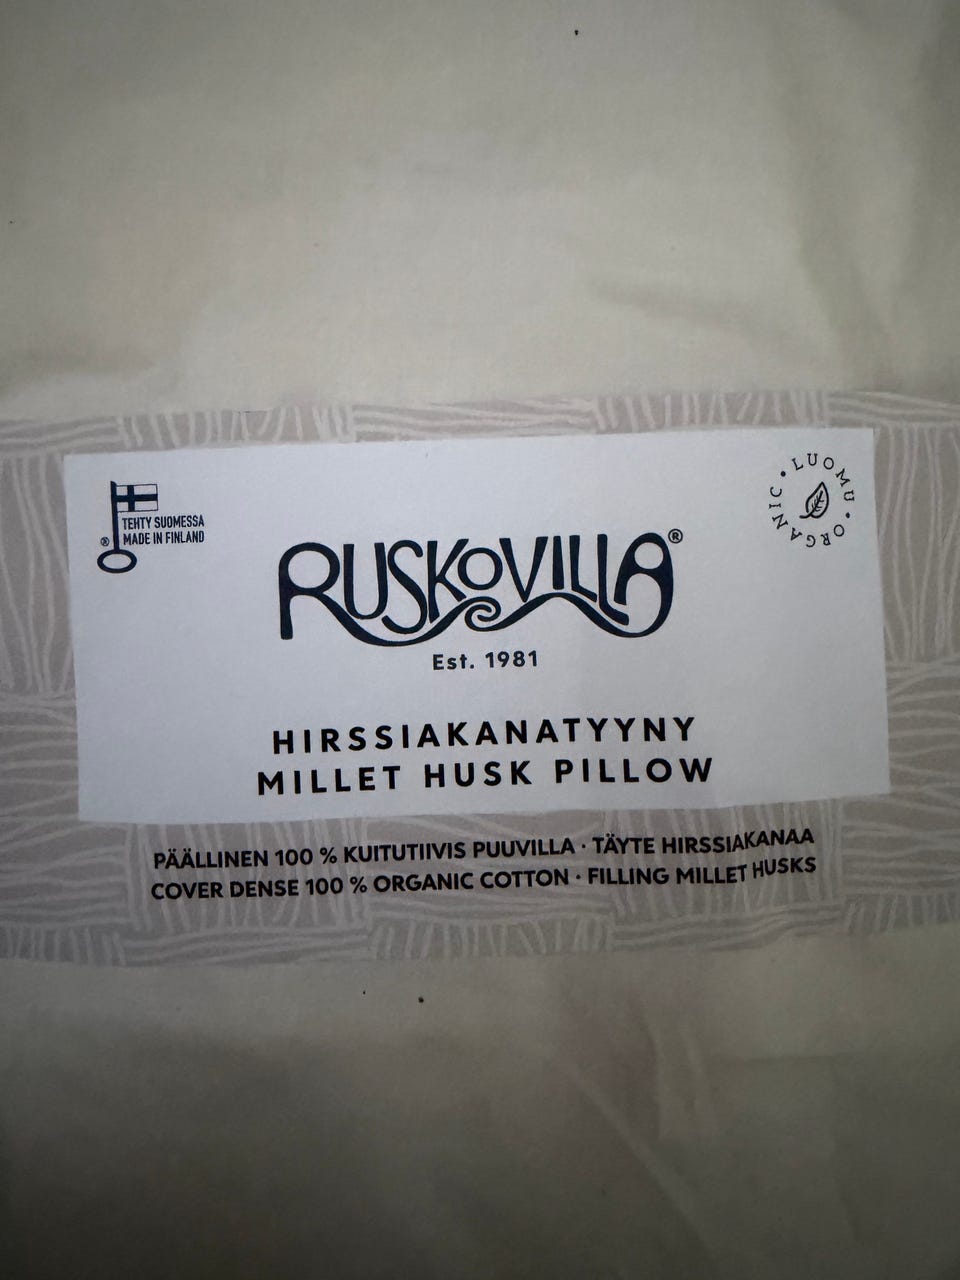 TEHTY SUOMESSA
® MADE IN FINLAND
LUOMU · ORGANIC ·
RUSKOVILLA®
Est. 1981
HIRSSIAKANATYYNY
MILLET HUSK PILLOW
PÄÄLLINEN 100 % KUITUTIIVIS PUUVILLA · TÄYTE HIRSSIAKANAA
COVER DENSE 100 % ORGANIC COTTON · FILLING MILLET HUSKS